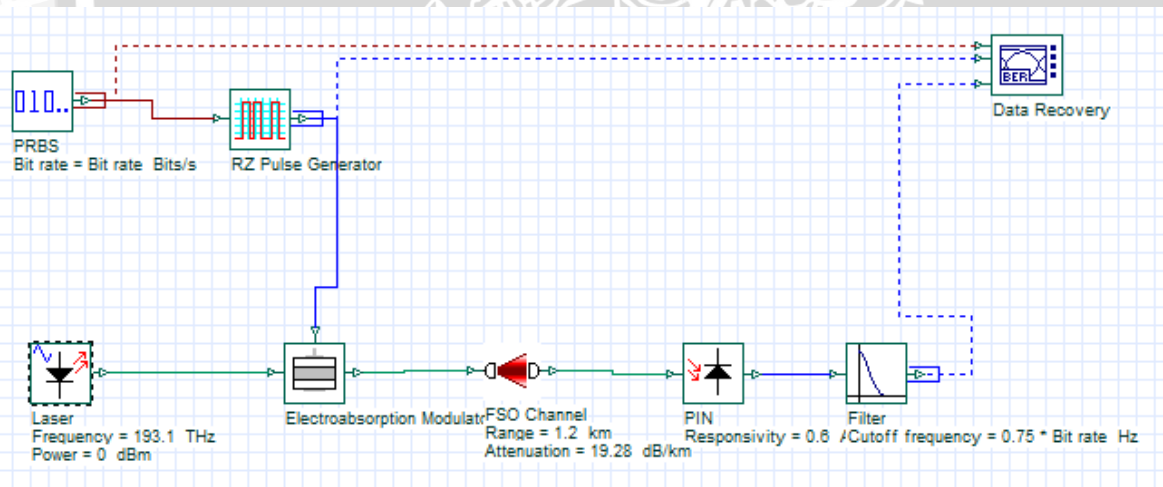 010..
BER
Data Recovery
PRBS
Bit rate = Bit rate Bits/s
RZ Pulse Generator
Laser
Frequency = 193.1 THz
Power = 0 dBm
Electroabsorption Modulato
FSO Channel
Range = 1.2 km
Attenuation = 19.28 dB/km
PIN
Responsivity = 0.6
Filter
Cutoff frequency = 0.75 * Bit rate Hz